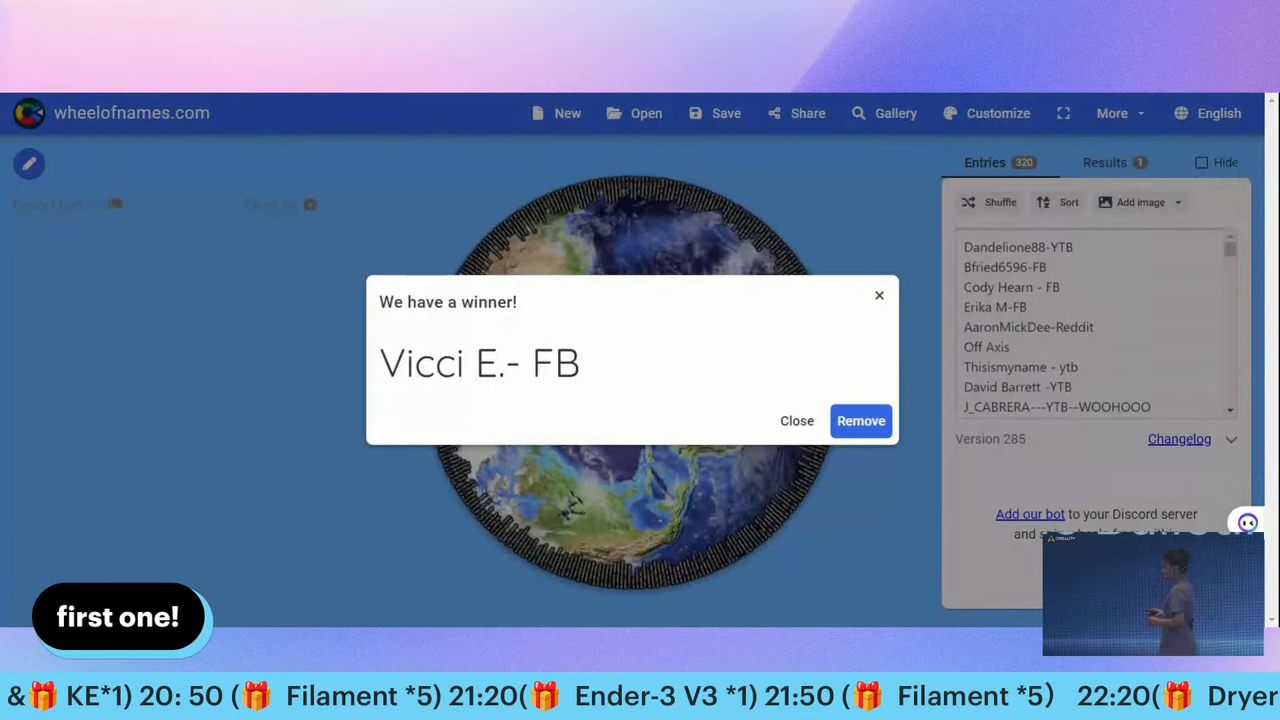 wheelofnames.com
New
Open
Save
Share
Gallery
Customize
More
English
Entries 320
Results 1
Hide
Shuffle
Sort
Add image
Dandelione88-YTB
Bfried6596-FB
Cody Hearn - FB
Erika M-FB
AaronMickDee-Reddit
Off Axis
Thisismyname - ytb
David Barrett -YTB
J_CABRERA---YTB--WOOHOOO
We have a winner!
Vicci E.- FB
Close
Remove
Version 285
Changelog
Add our bot to your Discord server
and
CREALITY
first one!
&🎁 KE*1) 20: 50 (🎁 Filament *5) 21:20(🎁 Ender-3 V3 *1) 21:50 (🎁 Filament *5) 22:20(🎁 Dryer